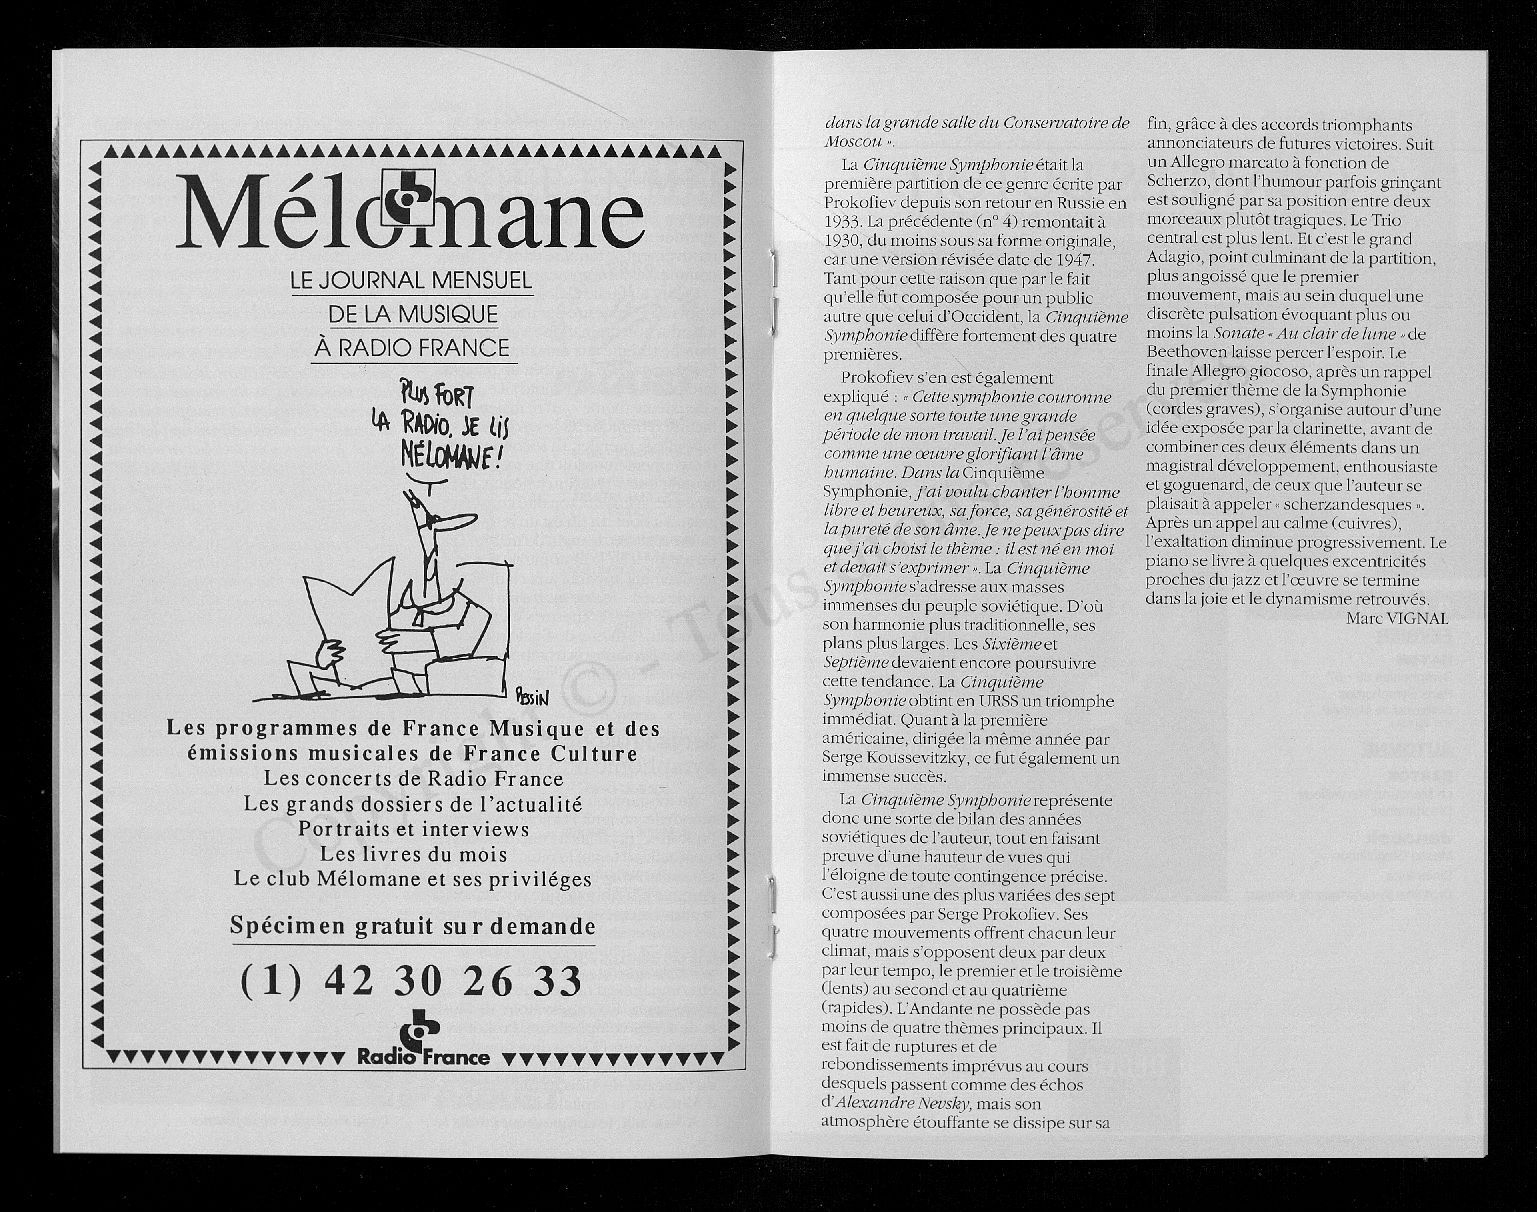 Mélomane
LE JOURNAL MENSUEL
DE LA MUSIQUE
À RADIO FRANCE
PLUS FORT
LA RADIO, JE LIS
MÉLOMANE !
PESSIN
Les programmes de France Musique et des
émissions musicales de France Culture
Les concerts de Radio France
Les grands dossiers de l'actualité
Portraits et interviews
Les livres du mois
Le club Mélomane et ses priviléges
Spécimen gratuit sur demande
(1) 42 30 26 33
Radio France
dans la grande salle du Conservatoire de
Moscou ».
La Cinquième Symphonie était la
première partition de ce genre écrite par
Prokofiev depuis son retour en Russie en
1933. La précédente (n° 4) remontait à
1930, du moins sous sa forme originale,
car une version révisée date de 1947.
Tant pour cette raison que par le fait
qu'elle fut composée pour un public
autre que celui d'Occident, la Cinquième
Symphonie diffère fortement des quatre
premières.
Prokofiev s'en est également
expliqué : « Cette symphonie couronne
en quelque sorte toute une grande
période de mon travail. Je l'ai pensée
comme une œuvre glorifiant l'âme
humaine. Dans la Cinquième
Symphonie, j'ai voulu chanter l'homme
libre et heureux, sa force, sa générosité et
la pureté de son âme. Je ne peux pas dire
que j'ai choisi le thème : il est né en moi
et devait s'exprimer ». La Cinquième
Symphonie s'adresse aux masses
immenses du peuple soviétique. D'où
son harmonie plus traditionnelle, ses
plans plus larges. Les Sixième et
Septième devaient encore poursuivre
cette tendance. La Cinquième
Symphonie obtint en URSS un triomphe
immédiat. Quant à la première
américaine, dirigée la même année par
Serge Koussevitzky, ce fut également un
immense succès.
La Cinquième Symphonie représente
donc une sorte de bilan des années
soviétiques de l'auteur, tout en faisant
preuve d'une hauteur de vues qui
l'éloigne de toute contingence précise.
C'est aussi une des plus variées des sept
composées par Serge Prokofiev. Ses
quatre mouvements offrent chacun leur
climat, mais s'opposent deux par deux
par leur tempo, le premier et le troisième
(lents) au second et au quatrième
(rapides). L'Andante ne possède pas
moins de quatre thèmes principaux. Il
est fait de ruptures et de
rebondissements imprévus au cours
desquels passent comme des échos
d'Alexandre Nevsky, mais son
atmosphère étouffante se dissipe sur sa
fin, grâce à des accords triomphants
annonciateurs de futures victoires. Suit
un Allegro marcato à fonction de
Scherzo, dont l'humour parfois grinçant
est souligné par sa position entre deux
morceaux plutôt tragiques. Le Trio
central est plus lent. Et c'est le grand
Adagio, point culminant de la partition,
plus angoissé que le premier
mouvement, mais au sein duquel une
discrète pulsation évoquant plus ou
moins la Sonate « Au clair de lune » de
Beethoven laisse percer l'espoir. Le
finale Allegro giocoso, après un rappel
du premier thème de la Symphonie
(cordes graves), s'organise autour d'une
idée exposée par la clarinette, avant de
combiner ces deux éléments dans un
magistral développement, enthousiaste
et goguenard, de ceux que l'auteur se
plaisait à appeler « scherzandesques ».
Après un appel au calme (cuivres),
l'exaltation diminue progressivement. Le
piano se livre à quelques excentricités
proches du jazz et l'œuvre se termine
dans la joie et le dynamisme retrouvés.
Marc VIGNAL
Copyright © - Tous